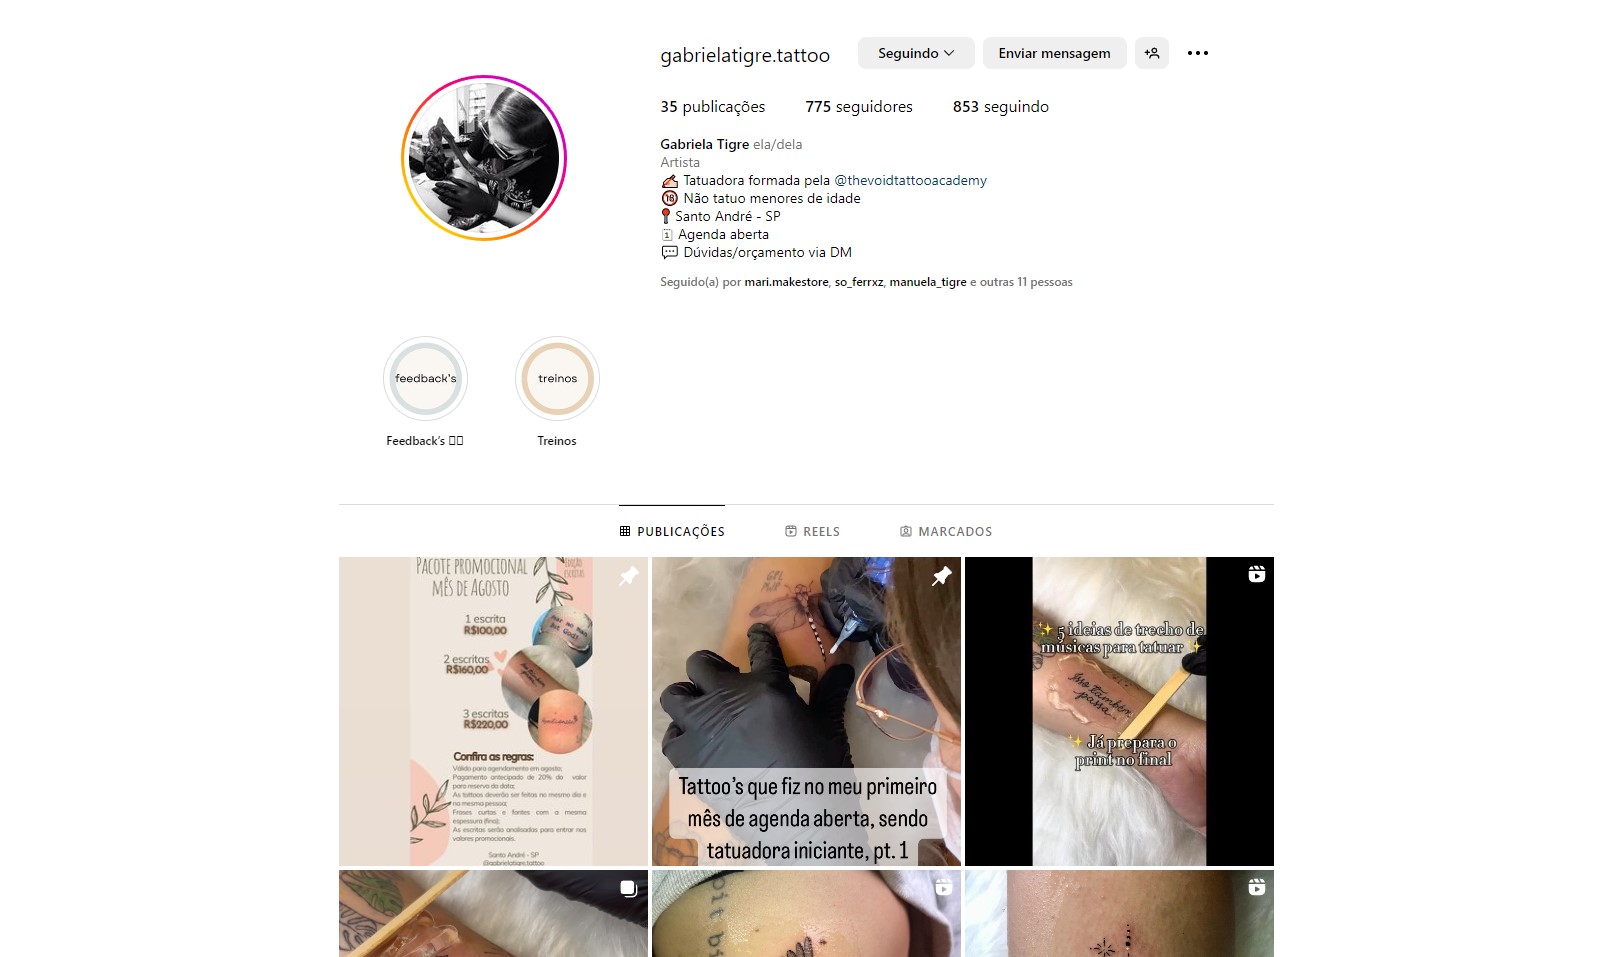 gabrielatigre.tattoo
Seguindo
Enviar mensagem
35 publicações
775 seguidores
853 seguindo
Gabriela Tigre ela/dela
Artista
Tatuadora formada pela @thevoidtattooacademy
🔞 Não tatuo menores de idade
📍 Santo André - SP
Agenda aberta
💬 Dúvidas/orçamento via DM
Seguido(a) por mari.makestore, so_ferrxz, manuela_tigre e outras 11 pessoas
feedback's
treinos
Feedback's
Treinos
PUBLICAÇÕES
REELS
MARCADOS
PACOTE PROMOCIONAL
MÊS DE AGOSTO
1 escrita
R$100,00
2 escritas
R$160,00
3 escritas
R$220,00
Confira as regras:
Válido para agendamento em agosto;
Pagamento antecipado de 20% do valor
para reserva da data;
As tattoos deverão ser feitas no mesmo dia e
na mesma pessoa;
Frases curtas e fontes com a mesma
espessura (fina);
As escritas serão analisadas para entrar nos
valores promocionais.
Santo André - SP
@gabrielatigre.tattoo
GRL
PWR
Tattoo's que fiz no meu primeiro
mês de agenda aberta, sendo
tatuadora iniciante, pt. 1
✨ 5 ideias de trecho de
músicas para tatuar ✨
Isso também
passa.
✨ Já prepara o
print no final